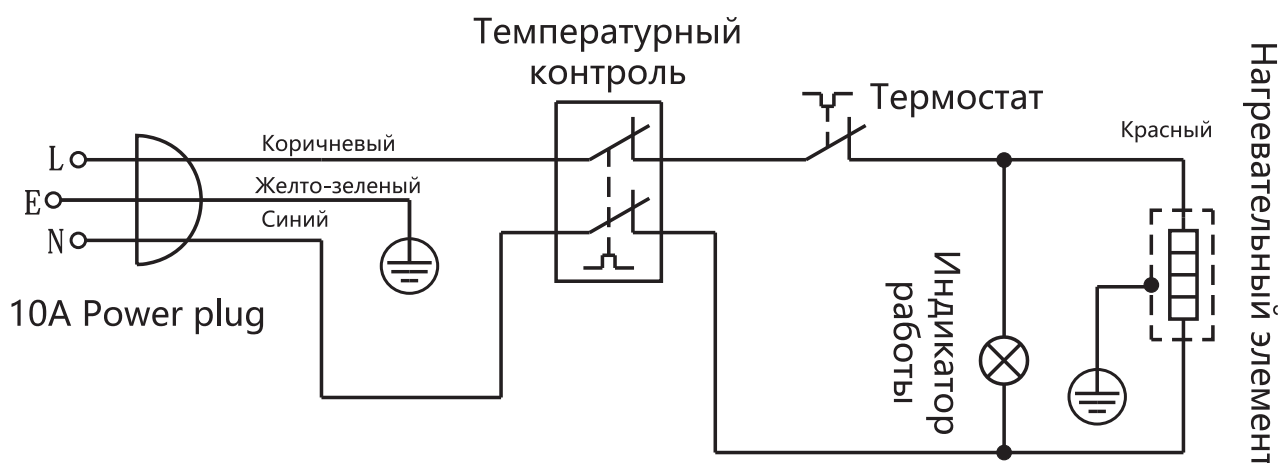 Температурный
контроль
Термостат
Красный
L
Коричневый
E
Желто-зеленый
N
Синий
10A Power plug
Индикатор
работы
Нагревательный элемент